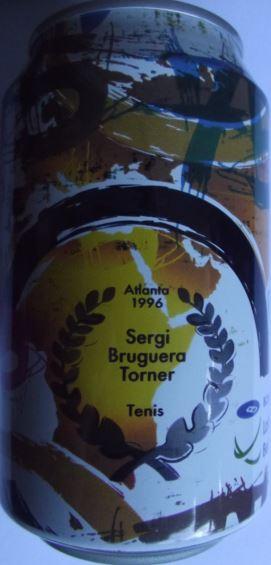 Atlanta
1996
Sergi
Bruguera
Torner
Tenis